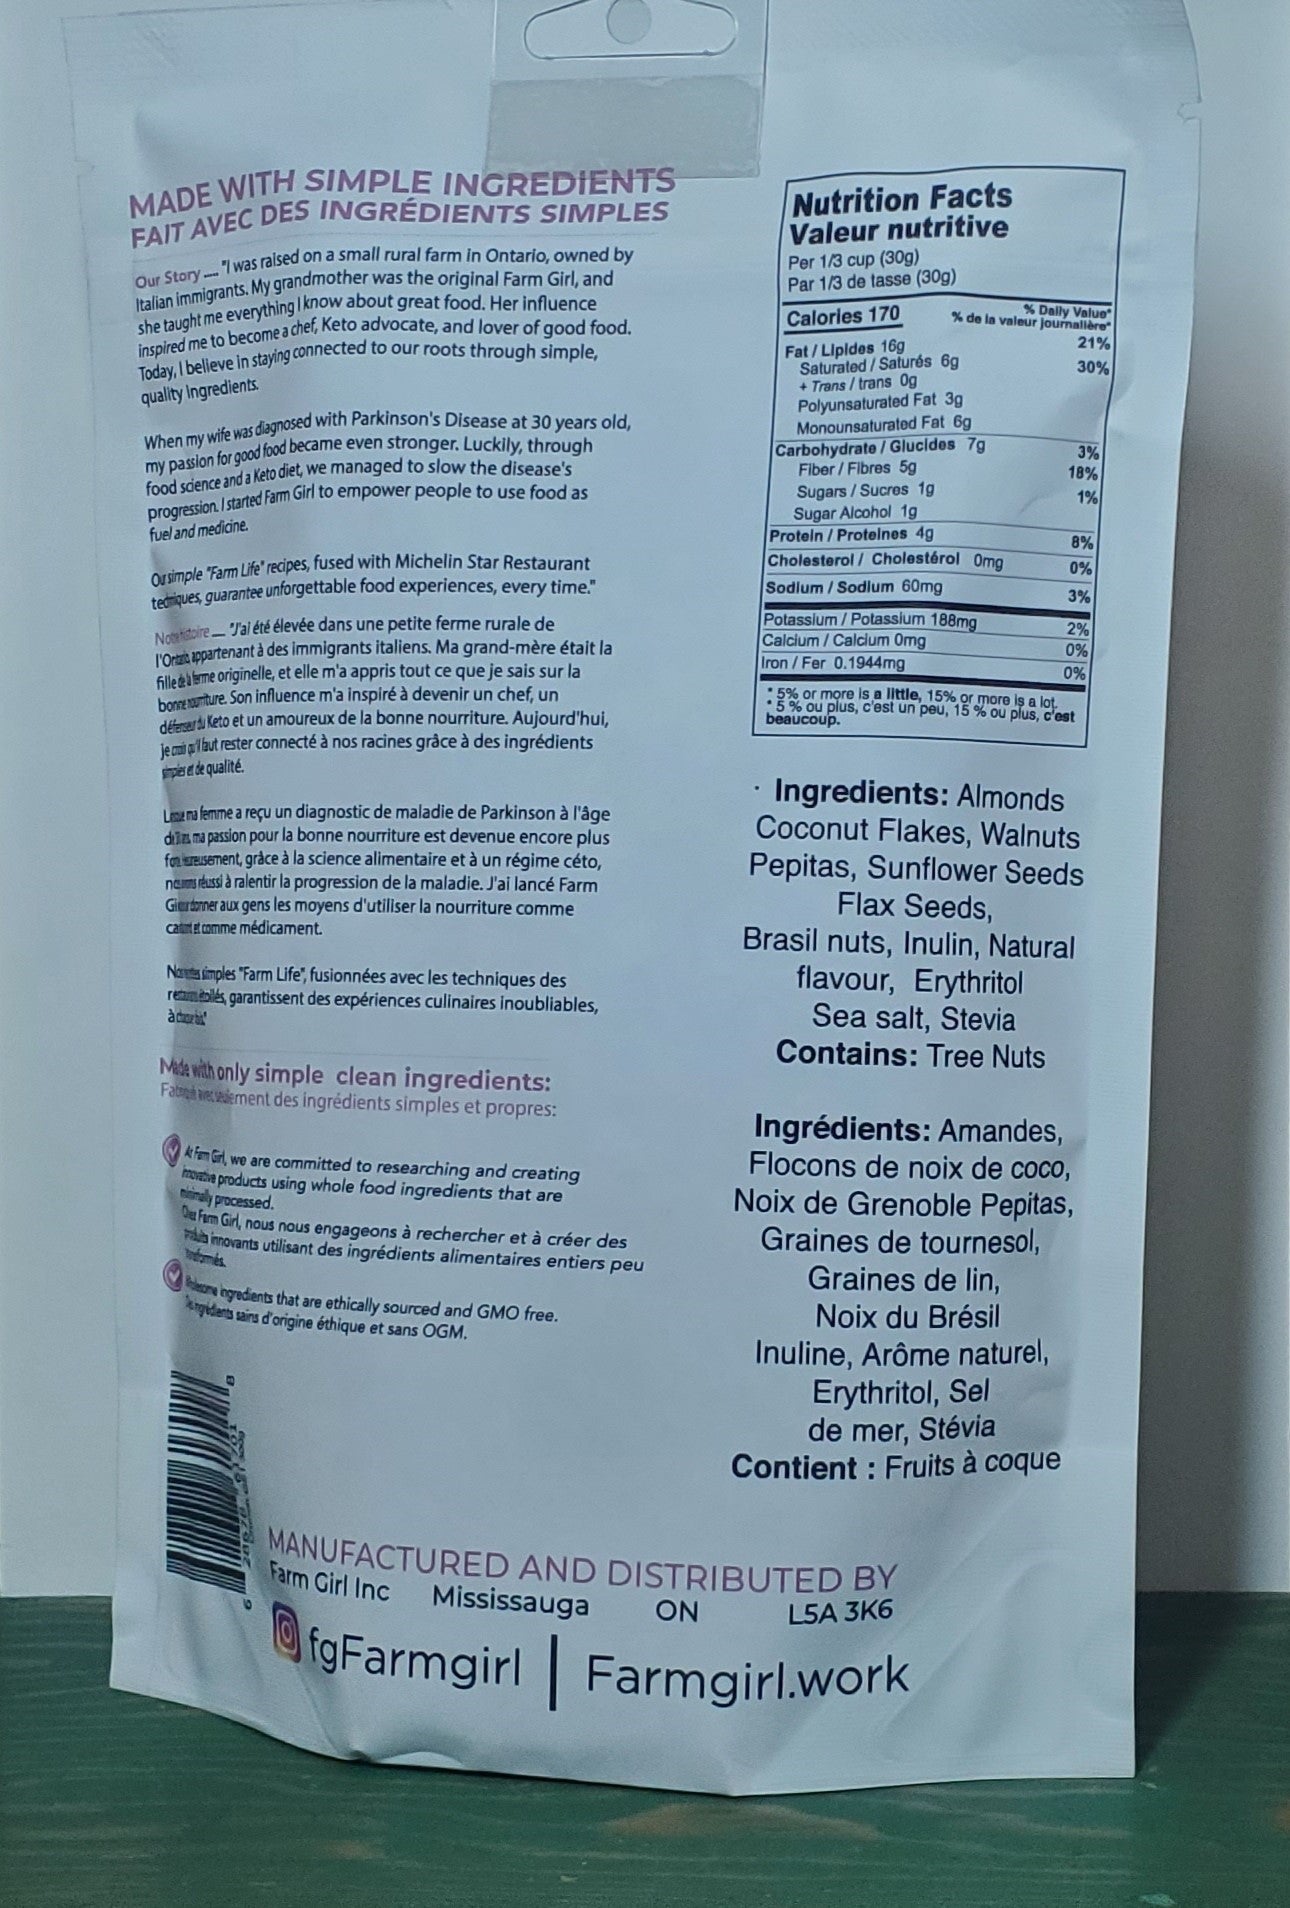 MADE WITH SIMPLE INGREDIENTS
FAIT AVEC DES INGRÉDIENTS SIMPLES
Our Story .... "I was raised on a small rural farm in Ontario, owned by
Italian immigrants. My grandmother was the original Farm Girl, and
she taught me everything I know about great food. Her influence
inspired me to become a chef, Keto advocate, and lover of good food.
Today, I believe in staying connected to our roots through simple,
quality ingredients.
When my wife was diagnosed with Parkinson's Disease at 30 years old,
my passion for good food became even stronger. Luckily, through
food science and a Keto diet, we managed to slow the disease's
progression. I started Farm Girl to empower people to use food as
fuel and medicine.
Our simple "Farm Life" recipes, fused with Michelin Star Restaurant
techniques, guarantee unforgettable food experiences, every time."
Notre histoire .... "J'ai été élevée dans une petite ferme rurale de
l'Ontario, appartenant à des immigrants italiens. Ma grand-mère était la
fille de la ferme originelle, et elle m'a appris tout ce que je sais sur la
bonne nourriture. Son influence m'a inspiré à devenir un chef, un
défenseur du Keto et un amoureux de la bonne nourriture. Aujourd'hui,
je crois qu'il faut rester connecté à nos racines grâce à des ingrédients
simples et de qualité.
ma femme a reçu un diagnostic de maladie de Parkinson à l'âge
ma passion pour la bonne nourriture est devenue encore plus
grâce à la science alimentaire et à un régime céto,
réussi à ralentir la progression de la maladie. J'ai lancé Farm
donner aux gens les moyens d'utiliser la nourriture comme
et comme médicament.
simples "Farm Life", fusionnées avec les techniques des
étoilés, garantissent des expériences culinaires inoubliables,
à
Made with only simple clean ingredients:
avec seulement des ingrédients simples et propres:
At Farm Girl, we are committed to researching and creating
innovative products using whole food ingredients that are
minimally processed.
Chez Farm Girl, nous nous engageons à rechercher et à créer des
produits innovants utilisant des ingrédients alimentaires entiers peu
transformés.
Wholesome ingredients that are ethically sourced and GMO free.
ingrédients sains d'origine éthique et sans OGM.
Nutrition Facts
Valeur nutritive
Per 1/3 cup (30g)
Par 1/3 de tasse (30g)
Calories 170 % Daily Value*
% de la valeur journalière*
Fat / Lipides 16g 21%
Saturated / Saturés 6g 30%
+ Trans / trans 0g
Polyunsaturated Fat 3g
Monounsaturated Fat 6g
Carbohydrate / Glucides 7g 3%
Fiber / Fibres 5g 18%
Sugars / Sucres 1g 1%
Sugar Alcohol 1g
Protein / Proteines 4g 8%
Cholesterol / Cholestérol 0mg 0%
Sodium / Sodium 60mg 3%
Potassium / Potassium 188mg 2%
Calcium / Calcium 0mg 0%
Iron / Fer 0.1944mg 0%
* 5% or more is a little, 15% or more is a lot.
* 5 % ou plus, c'est un peu, 15 % ou plus, c'est
beaucoup.
Ingredients: Almonds
Coconut Flakes, Walnuts
Pepitas, Sunflower Seeds
Flax Seeds,
Brasil nuts, Inulin, Natural
flavour, Erythritol
Sea salt, Stevia
Contains: Tree Nuts
Ingrédients: Amandes,
Flocons de noix de coco,
Noix de Grenoble Pepitas,
Graines de tournesol,
Graines de lin,
Noix du Brésil
Inuline, Arôme naturel,
Erythritol, Sel
de mer, Stévia
Contient : Fruits à coque
MANUFACTURED AND DISTRIBUTED BY
Farm Girl Inc Mississauga ON L5A 3K6
fgFarmgirl | Farmgirl.work